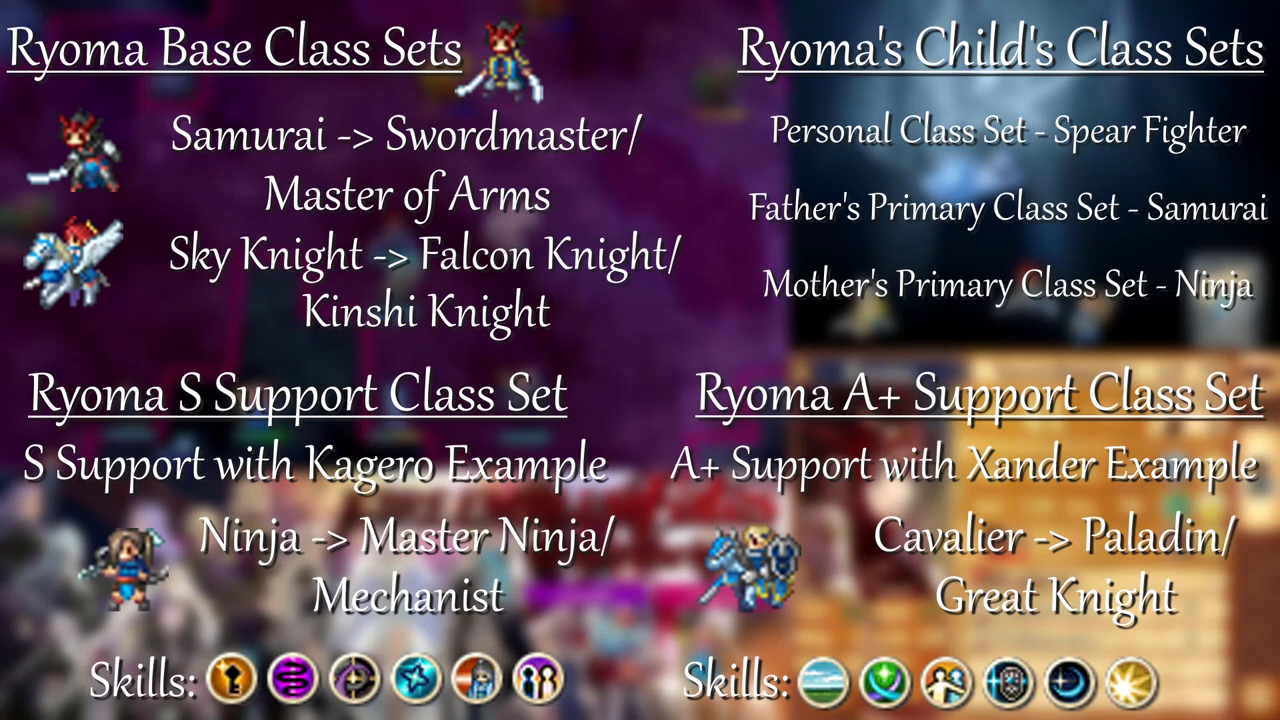 Ryoma Base Class Sets
Samurai -> Swordmaster/
Master of Arms
Sky Knight -> Falcon Knight/
Kinshi Knight
Ryoma's Child's Class Sets
Personal Class Set - Spear Fighter
Father's Primary Class Set - Samurai
Mother's Primary Class Set - Ninja
Ryoma S Support Class Set
S Support with Kagero Example
Ninja -> Master Ninja/
Mechanist
Skills:
Ryoma A+ Support Class Set
A+ Support with Xander Example
Cavalier -> Paladin/
Great Knight
Skills: